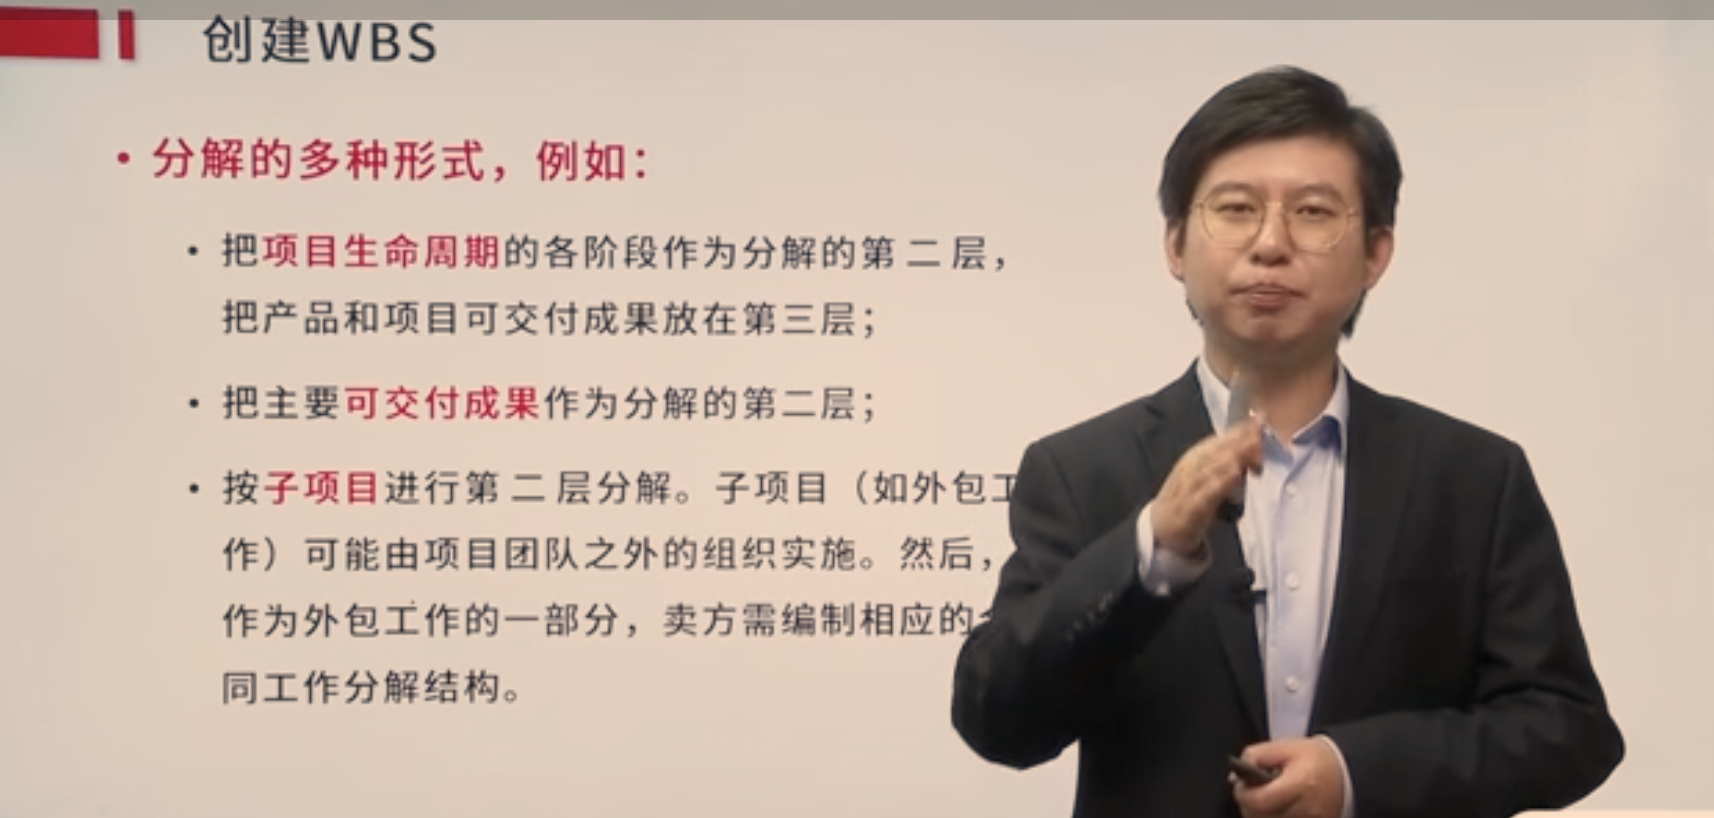 创建WBS
• 分解的多种形式，例如：
• 把项目生命周期的各阶段作为分解的第二层，
把产品和项目可交付成果放在第三层；
• 把主要可交付成果作为分解的第二层；
• 按子项目进行第二层分解。子项目（如外包工
作）可能由项目团队之外的组织实施。然后，
作为外包工作的一部分，卖方需编制相应的
同工作分解结构。